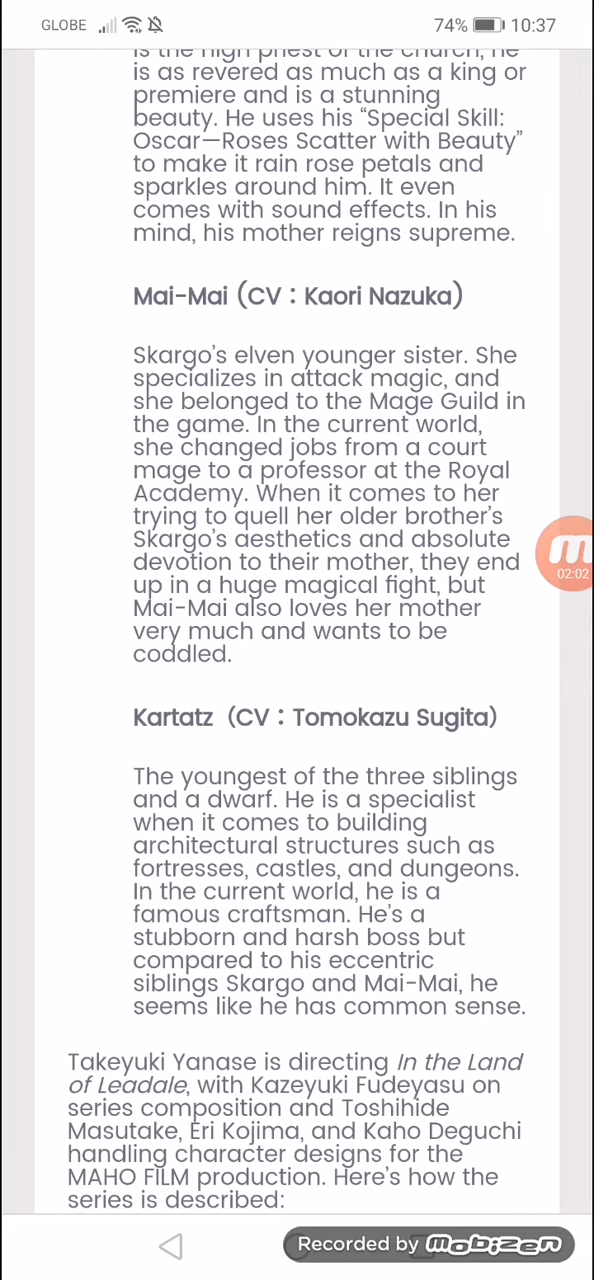 GLOBE 74% 10:37
is the high priest of the church, he
is as revered as much as a king or
premiere and is a stunning
beauty. He uses his “Special Skill:
Oscar—Roses Scatter with Beauty”
to make it rain rose petals and
sparkles around him. It even
comes with sound effects. In his
mind, his mother reigns supreme.
Mai-Mai (CV：Kaori Nazuka)
Skargo’s elven younger sister. She
specializes in attack magic, and
she belonged to the Mage Guild in
the game. In the current world,
she changed jobs from a court
mage to a professor at the Royal
Academy. When it comes to her
trying to quell her older brother’s
Skargo’s aesthetics and absolute
devotion to their mother, they end
up in a huge magical fight, but
Mai-Mai also loves her mother
very much and wants to be
coddled.
02:02
Kartatz（CV：Tomokazu Sugita)
The youngest of the three siblings
and a dwarf. He is a specialist
when it comes to building
architectural structures such as
fortresses, castles, and dungeons.
In the current world, he is a
famous craftsman. He’s a
stubborn and harsh boss but
compared to his eccentric
siblings Skargo and Mai-Mai, he
seems like he has common sense.
Takeyuki Yanase is directing In the Land
of Leadale, with Kazeyuki Fudeyasu on
series composition and Toshihide
Masutake, Eri Kojima, and Kaho Deguchi
handling character designs for the
MAHO FILM production. Here’s how the
series is described:
Recorded by mobizen